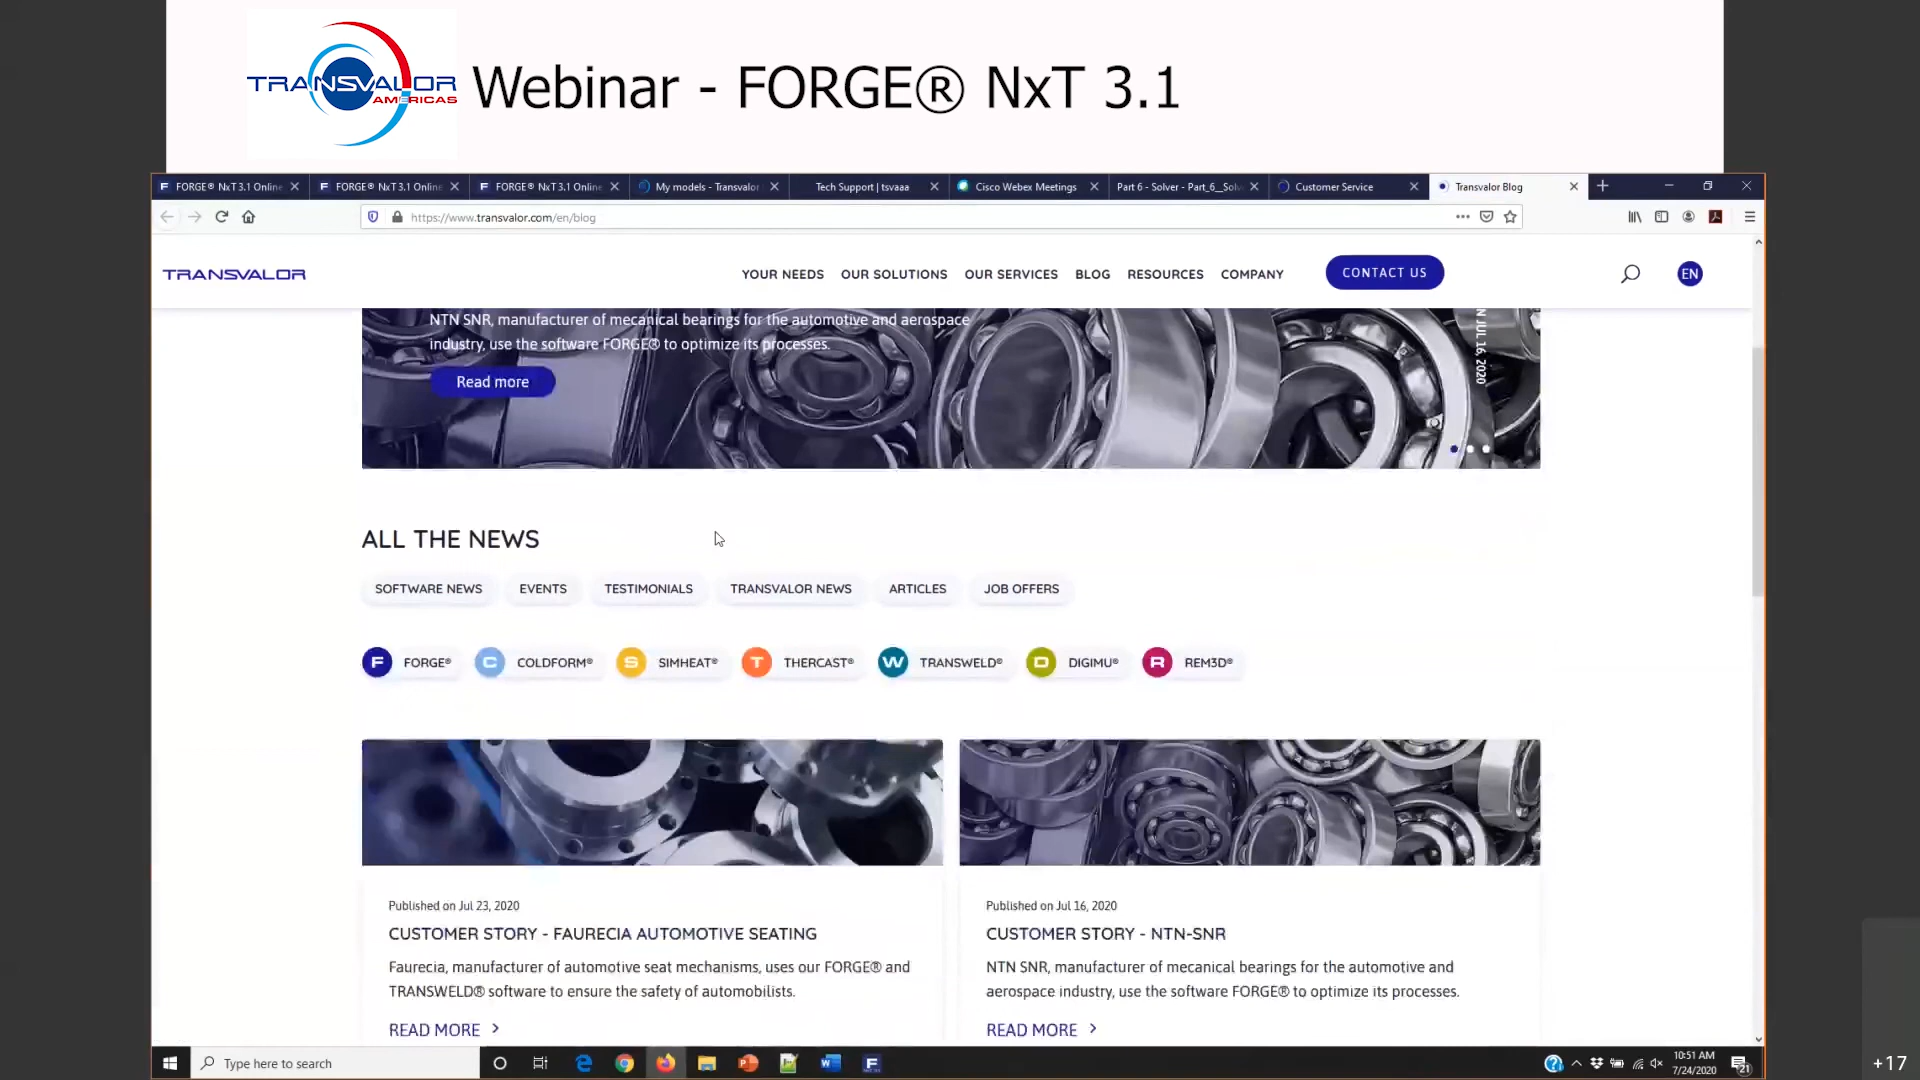 TRANSVALOR
AMERICAS
Webinar - FORGE® NxT 3.1
FORGE® NxT 3.1 Online
FORGE® NxT 3.1 Online
FORGE® NxT 3.1 Online
My models - Transvalor
Tech Support | tsvaaa
Cisco Webex Meetings
Part 6 - Solver - Part_6__Solv
Customer Service
Transvalor Blog
https://www.transvalor.com/en/blog
TRANSVALOR
YOUR NEEDS
OUR SOLUTIONS
OUR SERVICES
BLOG
RESOURCES
COMPANY
CONTACT US
EN
NTN SNR, manufacturer of mecanical bearings for the automotive and aerospace
industry, use the software FORGE® to optimize its processes.
Read more
N JUL 16, 2020
ALL THE NEWS
SOFTWARE NEWS
EVENTS
TESTIMONIALS
TRANSVALOR NEWS
ARTICLES
JOB OFFERS
F FORGE®
C COLDFORM®
S SIMHEAT®
T THERCAST®
W TRANSWELD®
D DIGIMU®
R REM3D®
Published on Jul 23, 2020
CUSTOMER STORY - FAURECIA AUTOMOTIVE SEATING
Faurecia, manufacturer of automotive seat mechanisms, uses our FORGE® and
TRANSWELD® software to ensure the safety of automobilists.
READ MORE
Published on Jul 16, 2020
CUSTOMER STORY - NTN-SNR
NTN SNR, manufacturer of mecanical bearings for the automotive and
aerospace industry, use the software FORGE® to optimize its processes.
READ MORE
Type here to search
10:51 AM
7/24/2020
21
+17